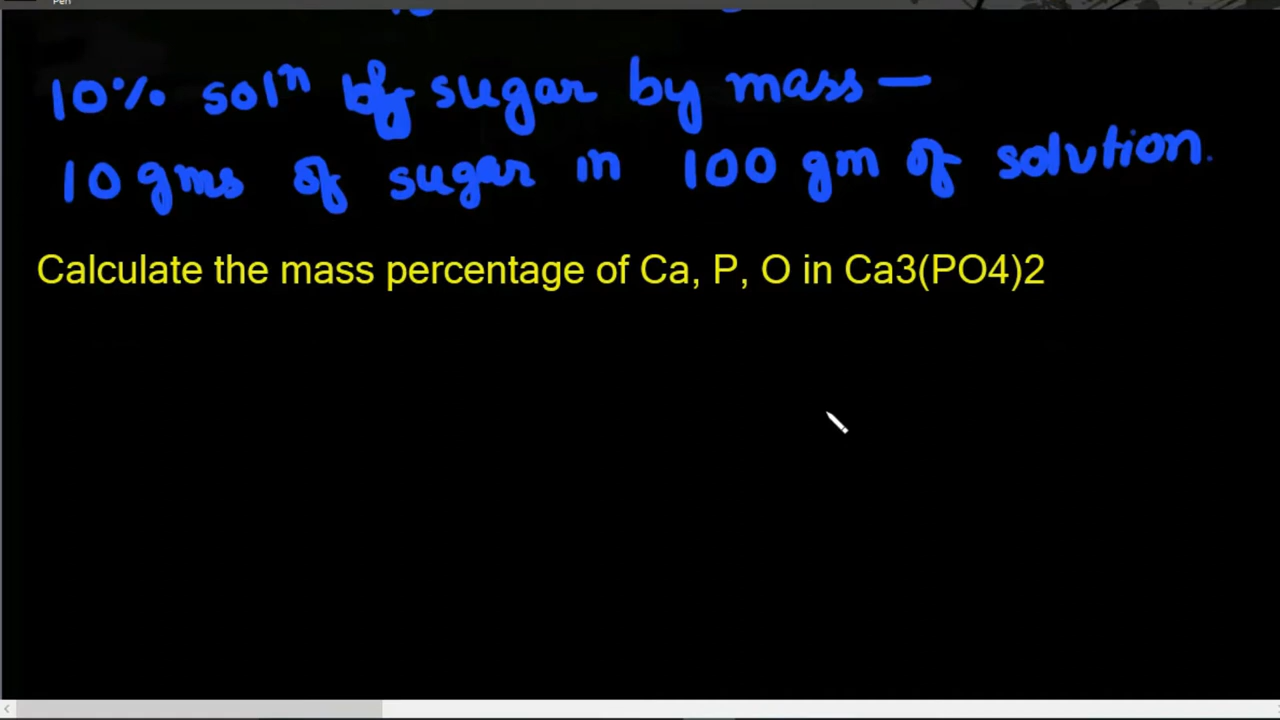 Pen
10% solⁿ of sugar by mass —
10 gms of sugar in 100 gm of solution.
Calculate the mass percentage of Ca, P, O in Ca3(PO4)2